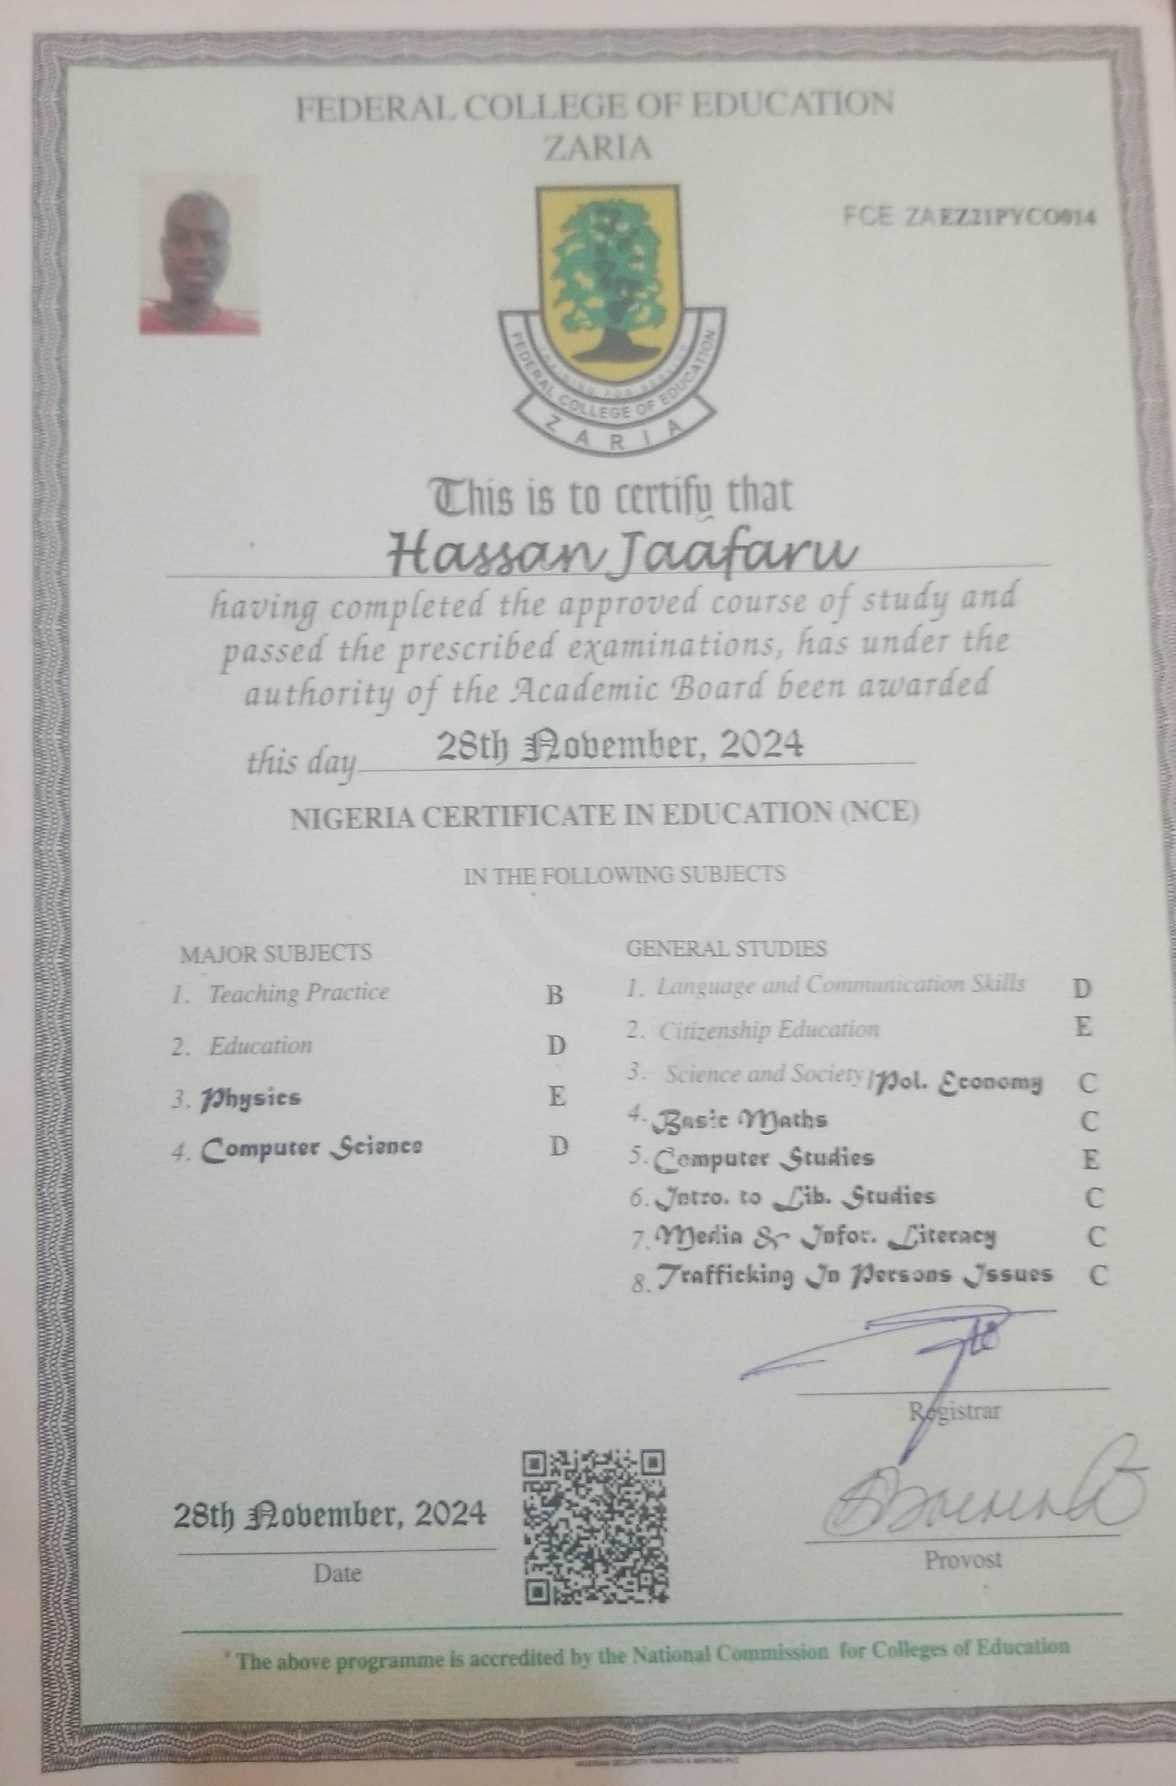 FEDERAL COLLEGE OF EDUCATION
ZARIA
FCE ZAEZ21PYCO014
FEDERAL COLLEGE OF EDUCATION
ZARIA
This is to certify that
Hassan Jaafaru
having completed the approved course of study and
passed the prescribed examinations, has under the
authority of the Academic Board been awarded
this day 28th November, 2024
NIGERIA CERTIFICATE IN EDUCATION (NCE)
IN THE FOLLOWING SUBJECTS
MAJOR SUBJECTS
1. Teaching Practice B
2. Education D
3. Physics E
4. Computer Science D
GENERAL STUDIES
1. Language and Communication Skills D
2. Citizenship Education E
3. Science and Society/Pol. Economy C
4. Basic Maths C
5. Computer Studies E
6. Intro. to Lib. Studies C
7. Media & Infor. Literacy C
8. Trafficking In Persons Issues C
Registrar
28th November, 2024
Date
Provost
* The above programme is accredited by the National Commission for Colleges of Education